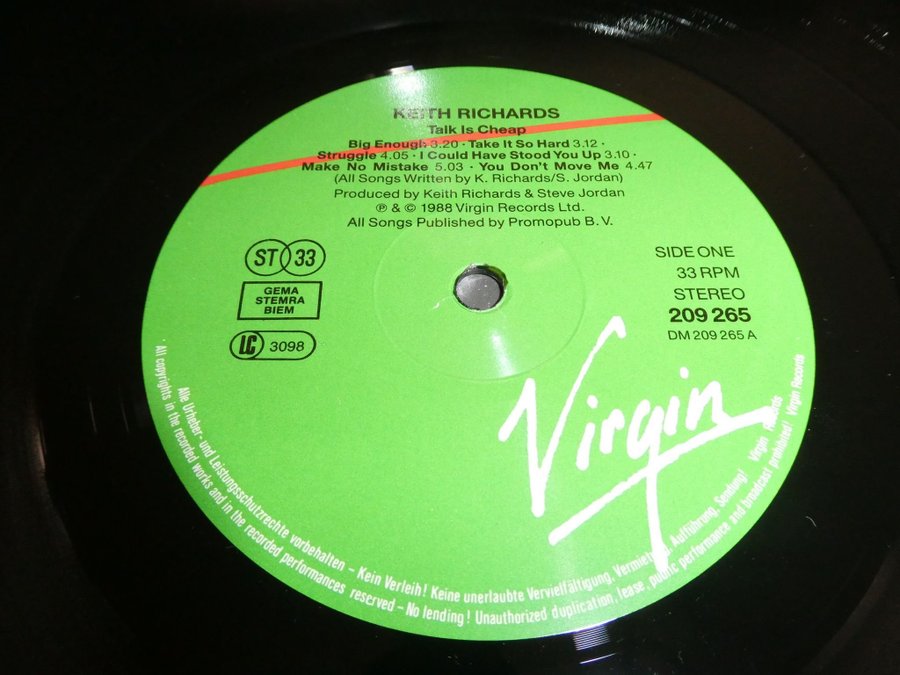 KEITH RICHARDS
Talk Is Cheap
Big Enough 3.20 · Take It So Hard 3.12 ·
Struggle 4.05 · I Could Have Stood You Up 3.10 ·
Make No Mistake 5.03 · You Don't Move Me 4.47
(All Songs Written by K. Richards/S. Jordan)
Produced by Keith Richards & Steve Jordan
℗ & © 1988 Virgin Records Ltd.
All Songs Published by Promopub B.V.
ST 33
GEMA
STEMRA
BIEM
LC 3098
SIDE ONE
33 RPM
STEREO
209 265
DM 209 265 A
Virgin
Alle Urheber- und Leistungsschutzrechte vorbehalten – Kein Verleih! Keine unerlaubte Vervielfältigung, Vermietung, Aufführung, Sendung! Virgin Records
All copyrights in the recorded works and in the recorded performances reserved – No lending! Unauthorized duplication, lease, public performance and broadcast prohibited! Virgin Records